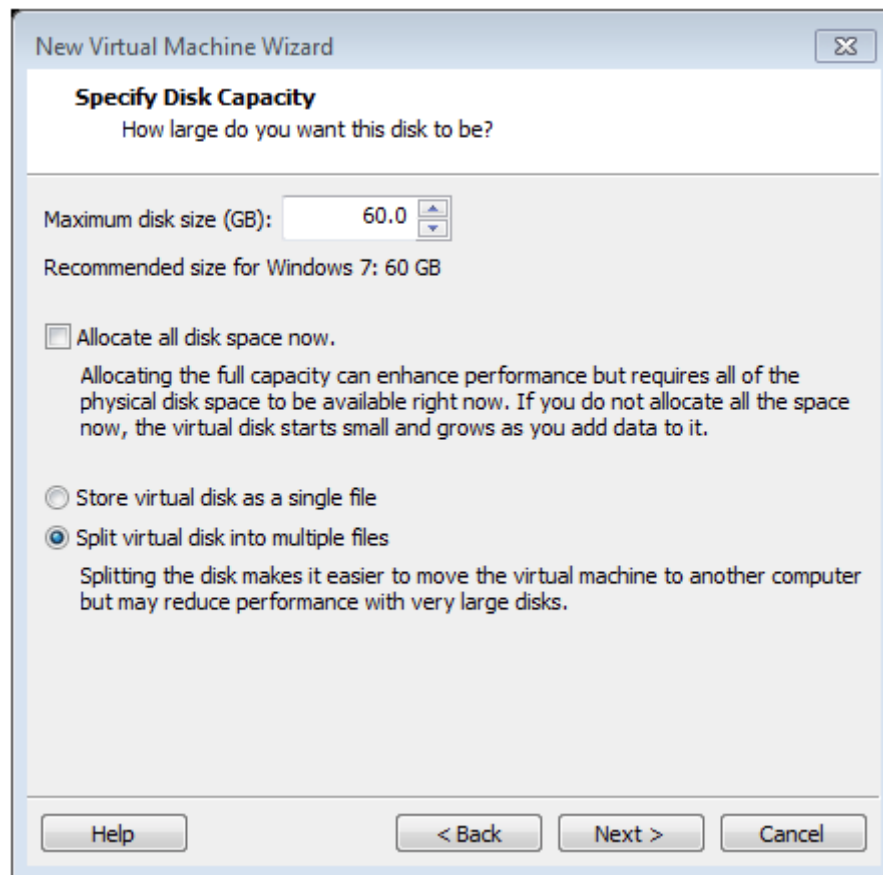 New Virtual Machine Wizard
Specify Disk Capacity
How large do you want this disk to be?
Maximum disk size (GB): 60.0
Recommended size for Windows 7: 60 GB
Allocate all disk space now.
Allocating the full capacity can enhance performance but requires all of the
physical disk space to be available right now. If you do not allocate all the space
now, the virtual disk starts small and grows as you add data to it.
Store virtual disk as a single file
Split virtual disk into multiple files
Splitting the disk makes it easier to move the virtual machine to another computer
but may reduce performance with very large disks.
Help < Back Next > Cancel